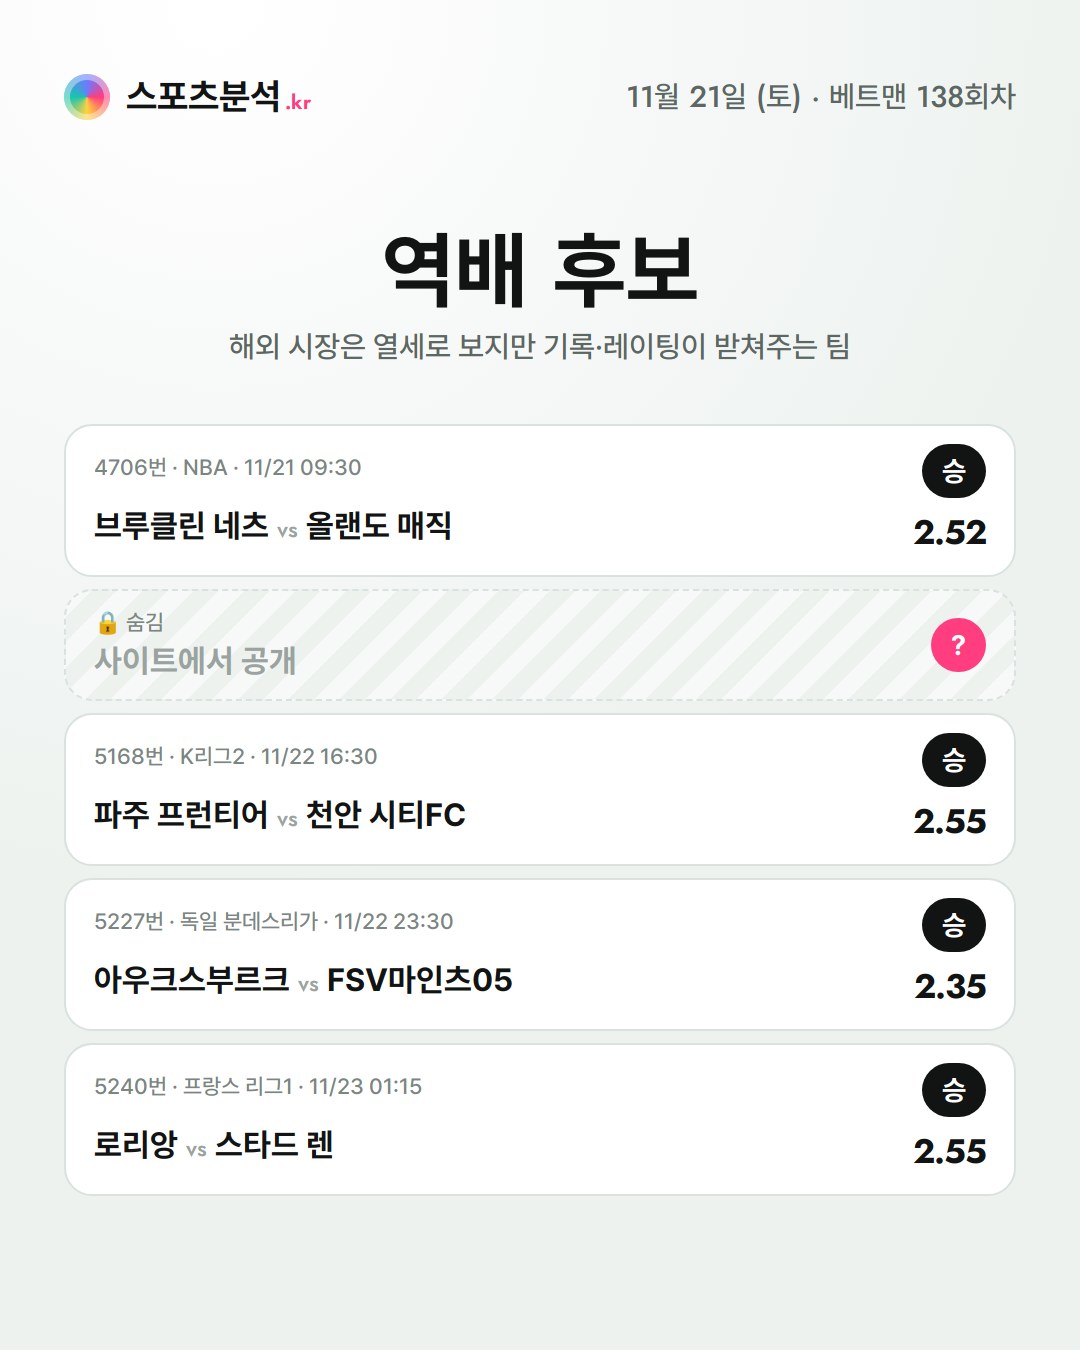 스포츠분석.kr
11월 21일 (토) · 베트맨 138회차
역배 후보
해외 시장은 열세로 보지만 기록·레이팅이 받쳐주는 팀
4706번 · NBA · 11/21 09:30
승
브루클린 네츠 vs 올랜도 매직
2.52
🔒 숨김
사이트에서 공개
?
5168번 · K리그2 · 11/22 16:30
승
파주 프런티어 vs 천안 시티FC
2.55
5227번 · 독일 분데스리가 · 11/22 23:30
승
아우크스부르크 vs FSV마인츠05
2.35
5240번 · 프랑스 리그1 · 11/23 01:15
승
로리앙 vs 스타드 렌
2.55